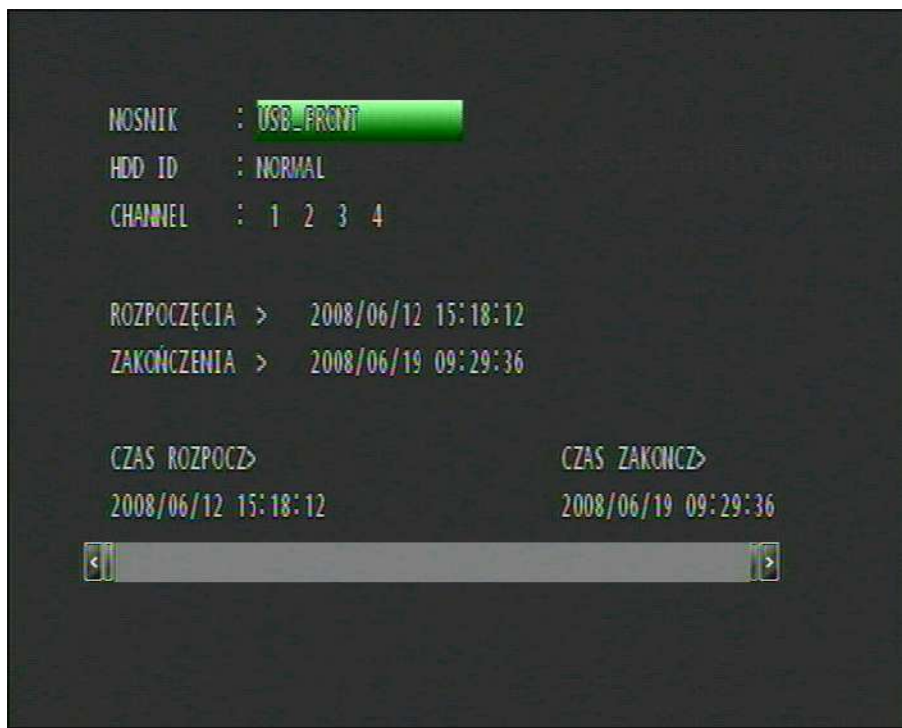 NOSNIK : USB_FRONT
HDD ID : NORMAL
CHANNEL : 1 2 3 4
ROZPOCZĘCIA > 2008/06/12 15:18:12
ZAKOŃCZENIA > 2008/06/19 09:29:36
CZAS ROZPOCZ> CZAS ZAKONCZ>
2008/06/12 15:18:12 2008/06/19 09:29:36
< >